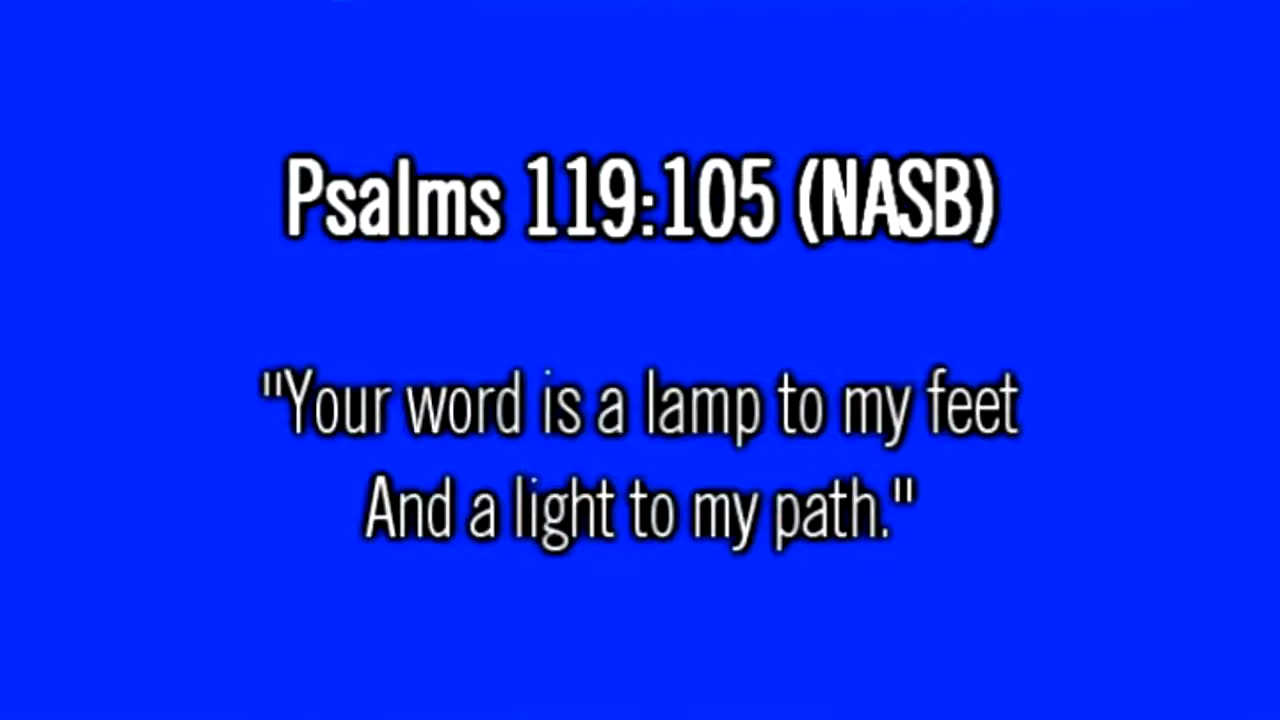 Psalms 119:105 (NASB)
"Your word is a lamp to my feet
And a light to my path."